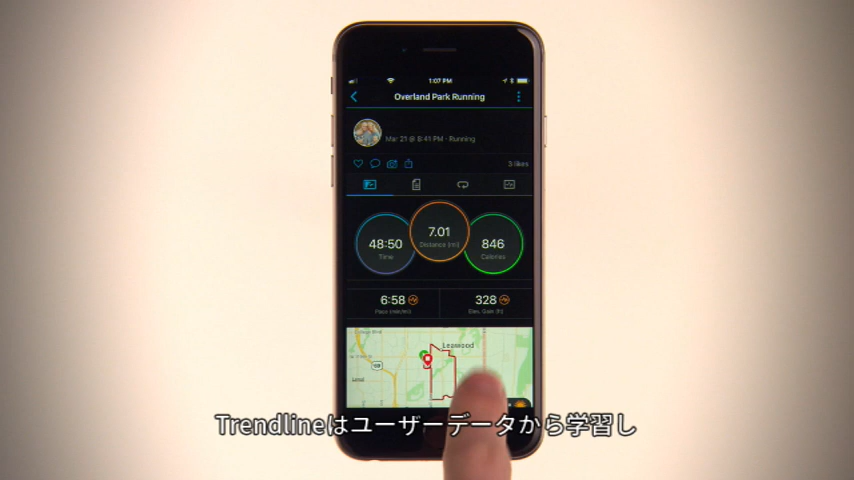 1:07 PM
Overland Park Running
Mar 21 @ 8:41 PM - Running
3 likes
48:50
Time
7.01
Distance (mi)
846
Calories
6:58
Pace (min/mi)
328
Elev. Gain (ft)
Leawood
Trendlineはユーザーデータから学習し